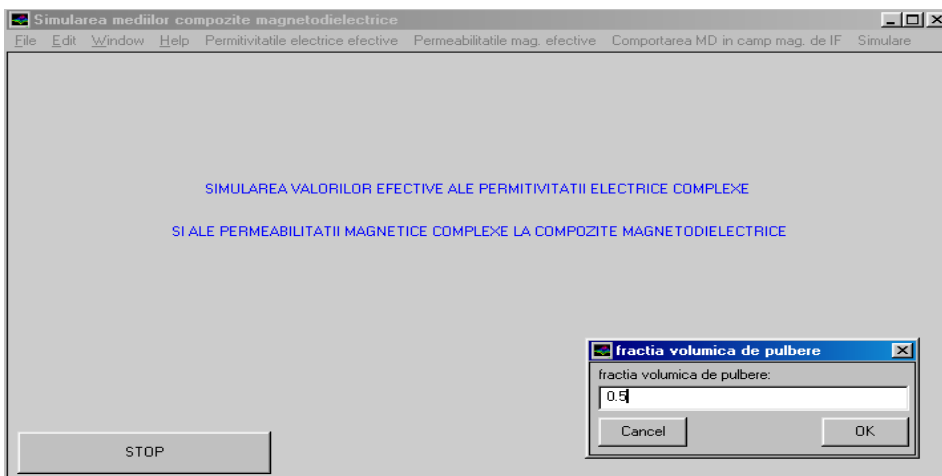 Simularea mediilor compozite magnetodielectrice
File Edit Window Help Permitivitatile electrice efective Permeabilitatile mag. efective Comportarea MD in camp mag. de IF Simulare
SIMULAREA VALORILOR EFECTIVE ALE PERMITIVITATII ELECTRICE COMPLEXE
SI ALE PERMEABILITATII MAGNETICE COMPLEXE LA COMPOZITE MAGNETODIELECTRICE
fractia volumica de pulbere
fractia volumica de pulbere:
0.5
Cancel OK
STOP